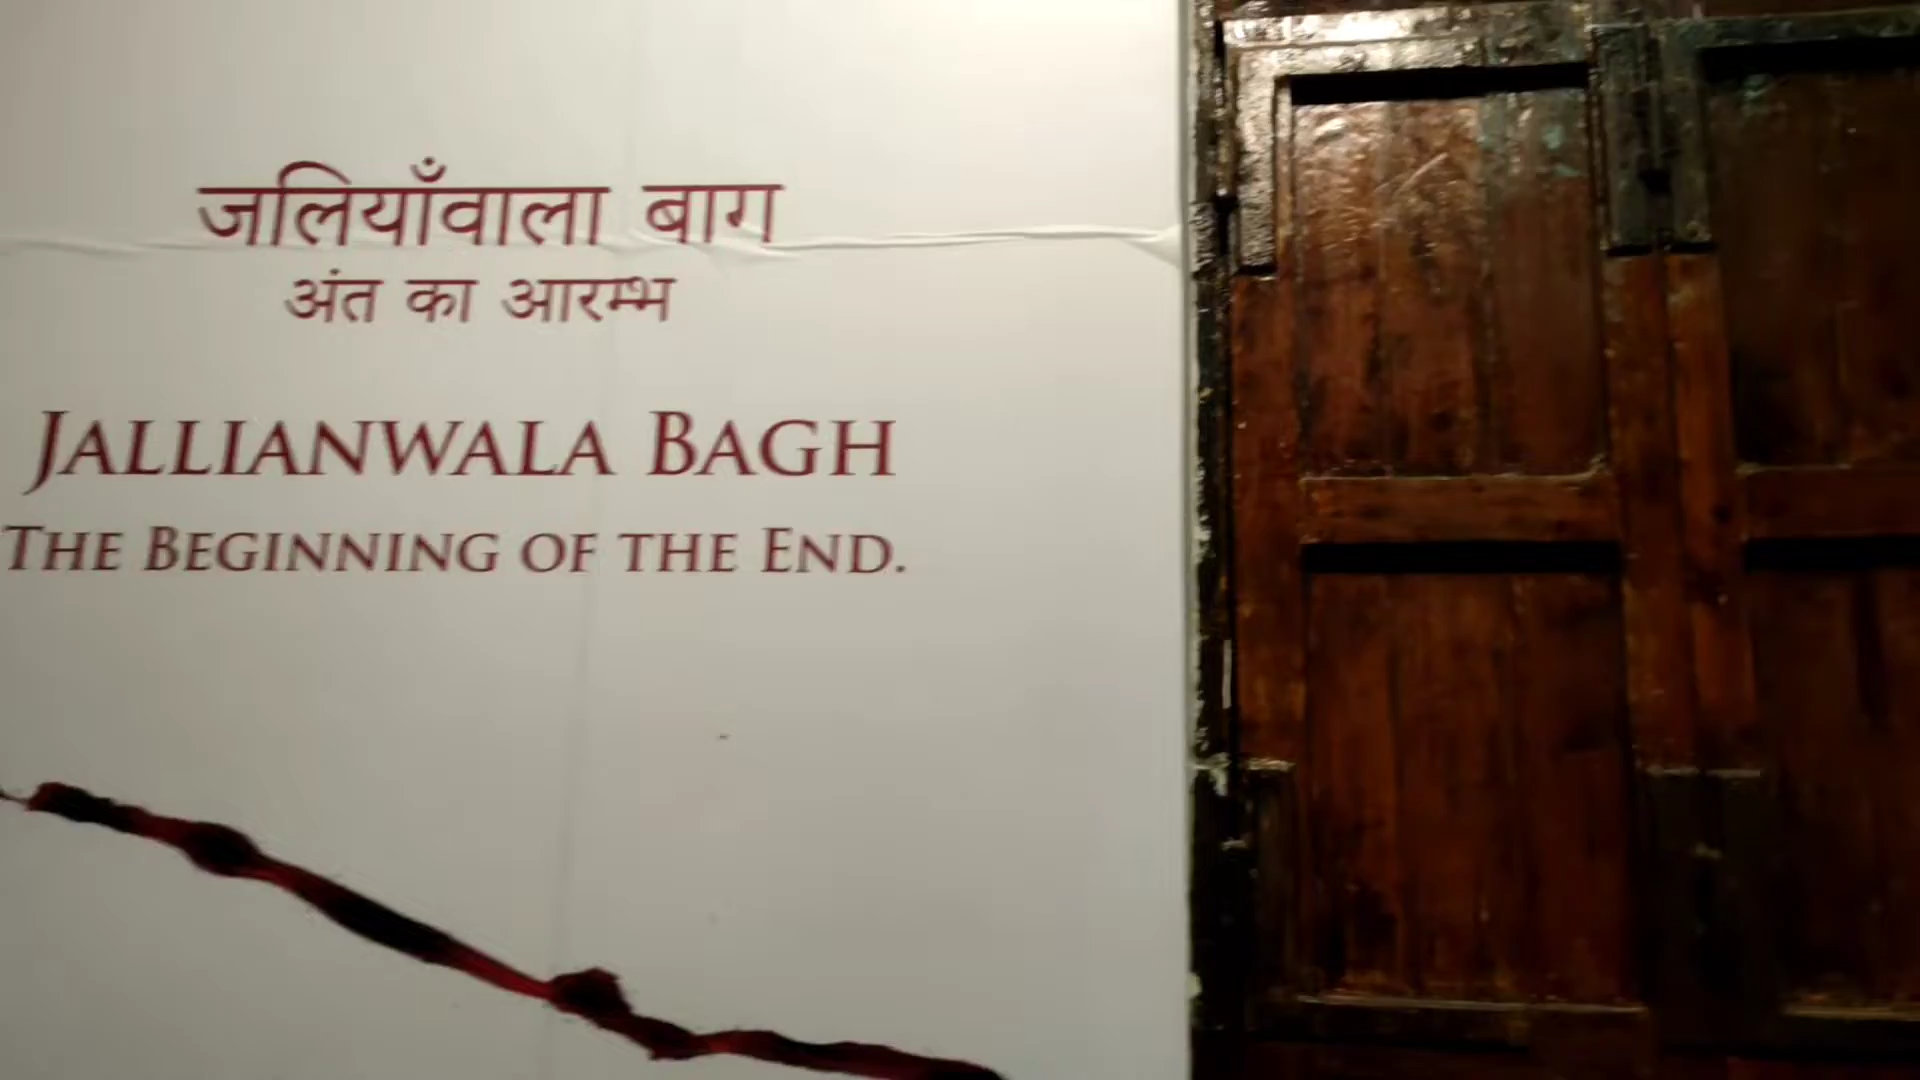 जलियाँवाला बाग
अंत का आरम्भ
JALLIANWALA BAGH
THE BEGINNING OF THE END.